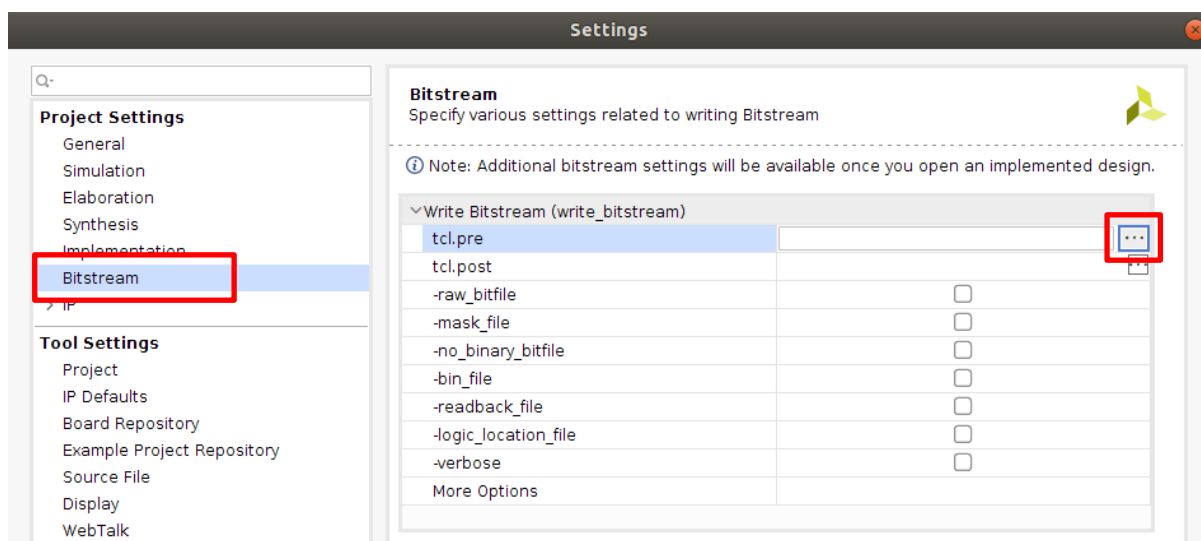 Settings
Project Settings
General
Simulation
Elaboration
Synthesis
Implementation
Bitstream
IP
Tool Settings
Project
IP Defaults
Board Repository
Example Project Repository
Source File
Display
WebTalk
Bitstream
Specify various settings related to writing Bitstream
Note: Additional bitstream settings will be available once you open an implemented design.
Write Bitstream (write_bitstream)
tcl.pre
...
tcl.post
...
-raw_bitfile
-mask_file
-no_binary_bitfile
-bin_file
-readback_file
-logic_location_file
-verbose
More Options